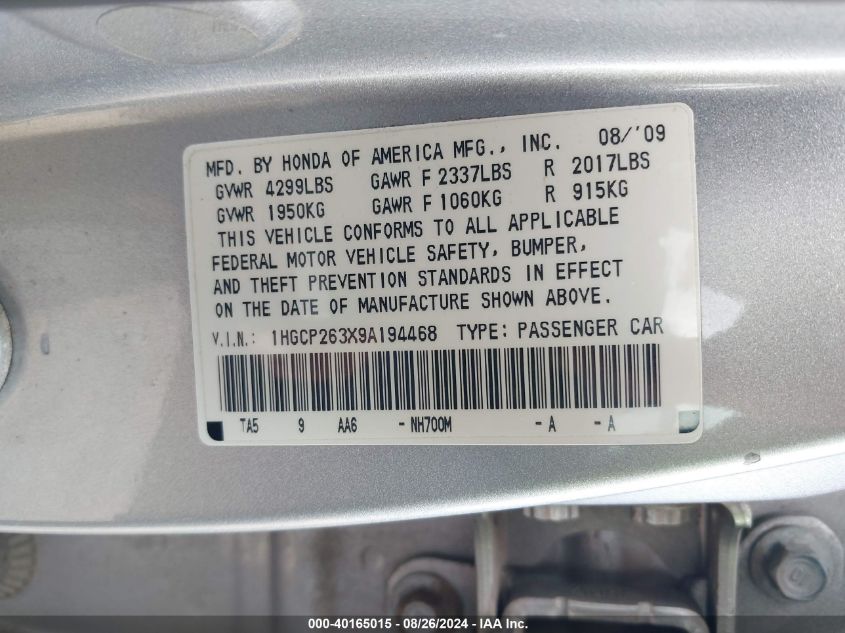 MFD. BY HONDA OF AMERICA MFG., INC. 08/'09
GVWR 4299LBS GAWR F 2337LBS R 2017LBS
GVWR 1950KG GAWR F 1060KG R 915KG
THIS VEHICLE CONFORMS TO ALL APPLICABLE
FEDERAL MOTOR VEHICLE SAFETY, BUMPER,
AND THEFT PREVENTION STANDARDS IN EFFECT
ON THE DATE OF MANUFACTURE SHOWN ABOVE.
V.I.N.: 1HGCP263X9A194468 TYPE: PASSENGER CAR
TA5 9 AA6 - NH700M - A - A
000-40165015 - 08/26/2024 - IAA Inc.